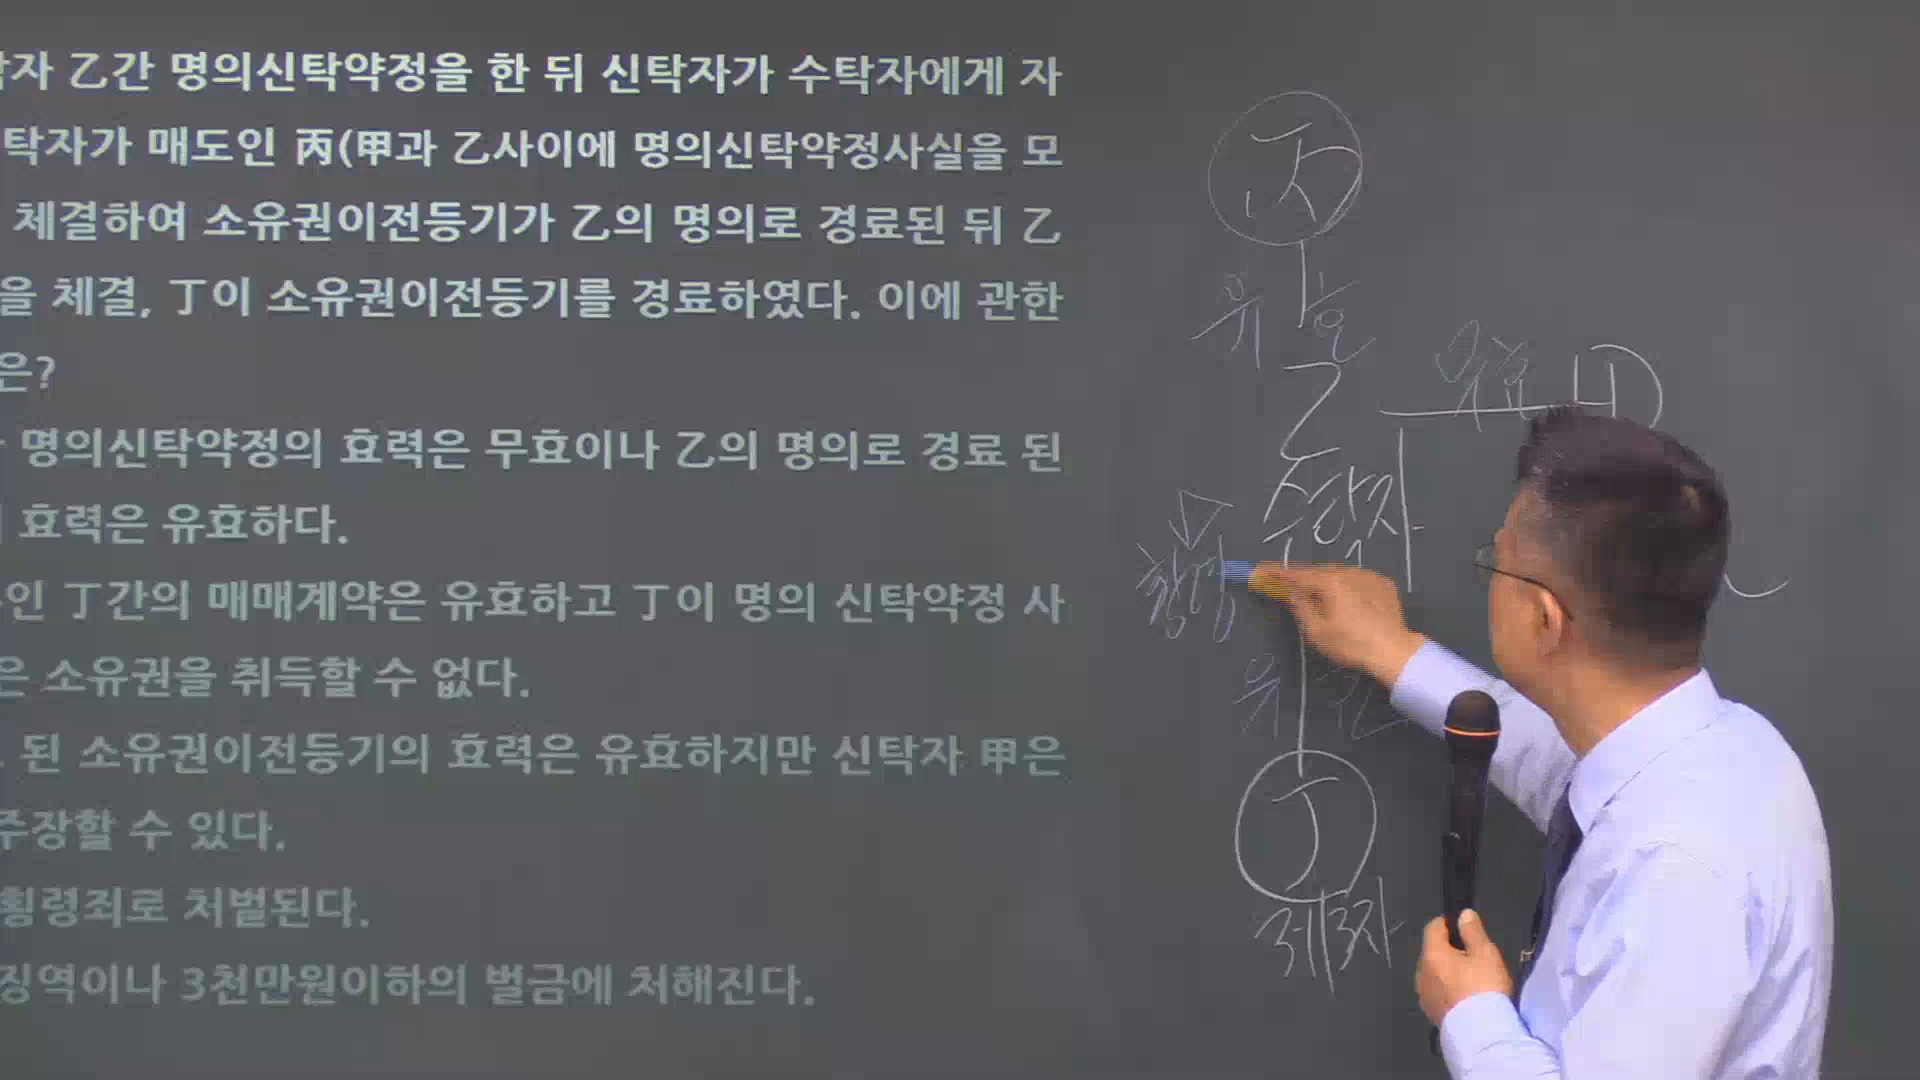 자 乙간 명의신탁약정을 한 뒤 신탁자가 수탁자에게 자
탁자가 매도인 丙(甲과 乙사이에 명의신탁약정사실을 모
체결하여 소유권이전등기가 乙의 명의로 경료된 뒤 乙
을 체결, 丁이 소유권이전등기를 경료하였다. 이에 관한
은?
명의신탁약정의 효력은 무효이나 乙의 명의로 경료 된
효력은 유효하다.
인 丁간의 매매계약은 유효하고 丁이 명의 신탁약정 사
은 소유권을 취득할 수 없다.
된 소유권이전등기의 효력은 유효하지만 신탁자 甲은
주장할 수 있다.
횡령죄로 처벌된다.
징역이나 3천만원이하의 벌금에 처해진다.
丙
유효
乙
수탁자
횡령
丁
제3자